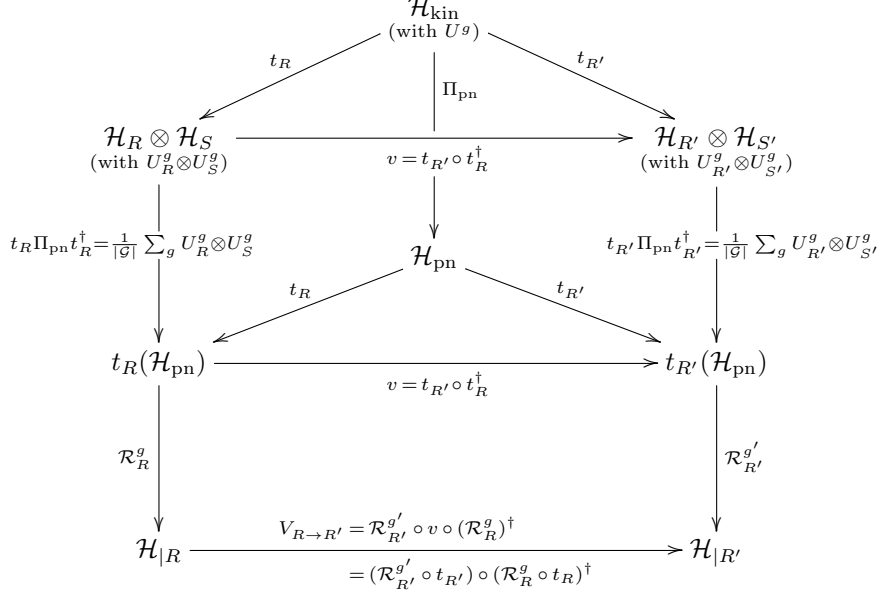 𝓗_kin
(with U^g)
t_R
t_{R′}
Π_pn
𝓗_R ⊗ 𝓗_S
𝓗_{R′} ⊗ 𝓗_{S′}
(with U_R^g⊗U_S^g)
v = t_{R′} ∘ t_R^†
(with U_{R′}^g⊗U_{S′}^g)
t_R Π_pn t_R^† = \frac{1}{|𝒢|} ∑_g U_R^g⊗U_S^g
t_{R′} Π_pn t_{R′}^† = \frac{1}{|𝒢|} ∑_g U_{R′}^g⊗U_{S′}^g
𝓗_pn
t_R
t_{R′}
t_R(𝓗_pn)
t_{R′}(𝓗_pn)
v = t_{R′} ∘ t_R^†
𝓡_R^g
𝓡_{R′}^{g′}
V_{R→R′} = 𝓡_{R′}^{g′} ∘ v ∘ (𝓡_R^g)^†
𝓗_{|R}
𝓗_{|R′}
= (𝓡_{R′}^{g′} ∘ t_{R′}) ∘ (𝓡_R^g ∘ t_R)^†